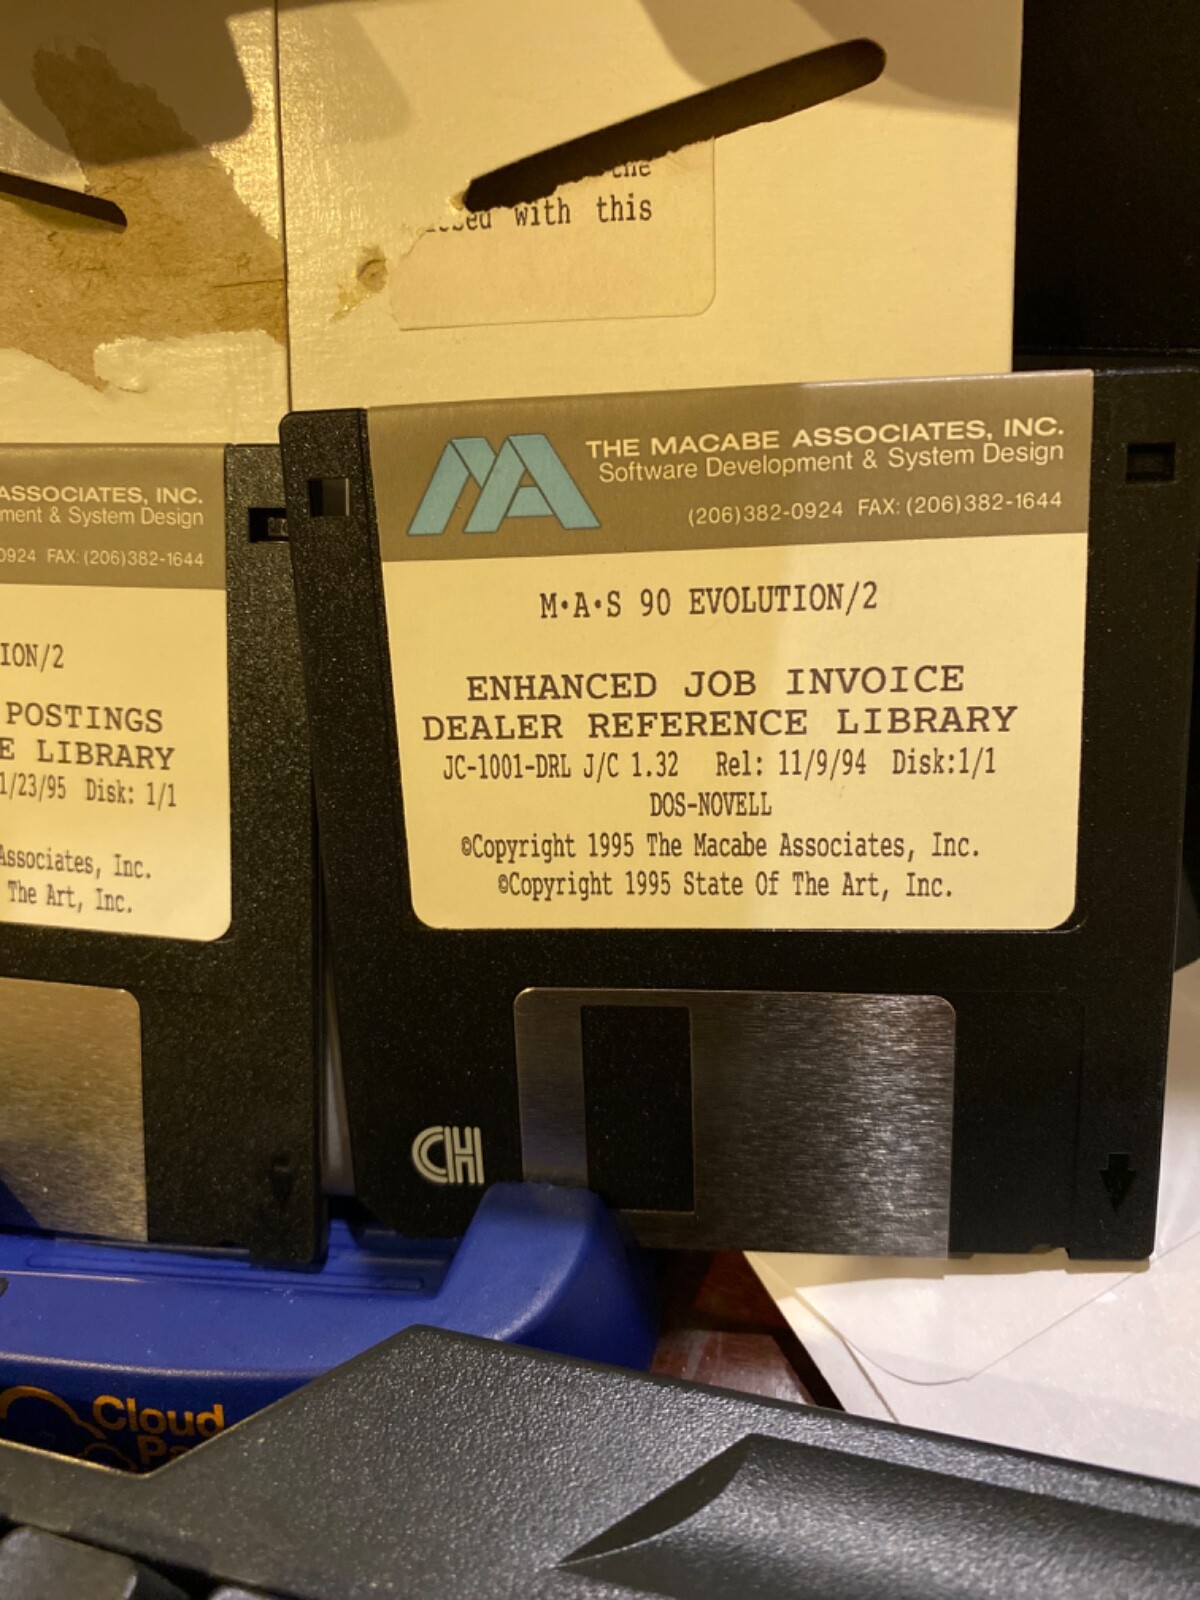 the
with this
THE MACABE ASSOCIATES, INC.
Software Development & System Design
(206)382-0924 FAX: (206)382-1644
M•A•S 90 EVOLUTION/2
ENHANCED JOB INVOICE
DEALER REFERENCE LIBRARY
JC-1001-DRL J/C 1.32 Rel: 11/9/94 Disk:1/1
DOS-NOVELL
©Copyright 1995 The Macabe Associates, Inc.
©Copyright 1995 State Of The Art, Inc.
CH
ASSOCIATES, INC.
ment & System Design
0924 FAX: (206)382-1644
ION/2
POSTINGS
E LIBRARY
1/23/95 Disk: 1/1
Associates, Inc.
The Art, Inc.
Cloud